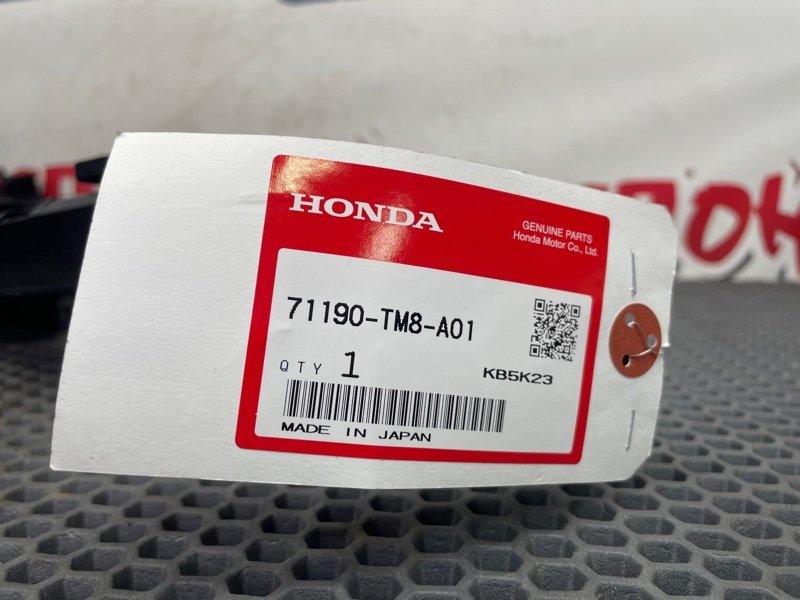 HONDA
GENUINE PARTS
Honda Motor Co., Ltd.
71190-TM8-A01
QTY 1
KB5K23
MADE IN JAPAN